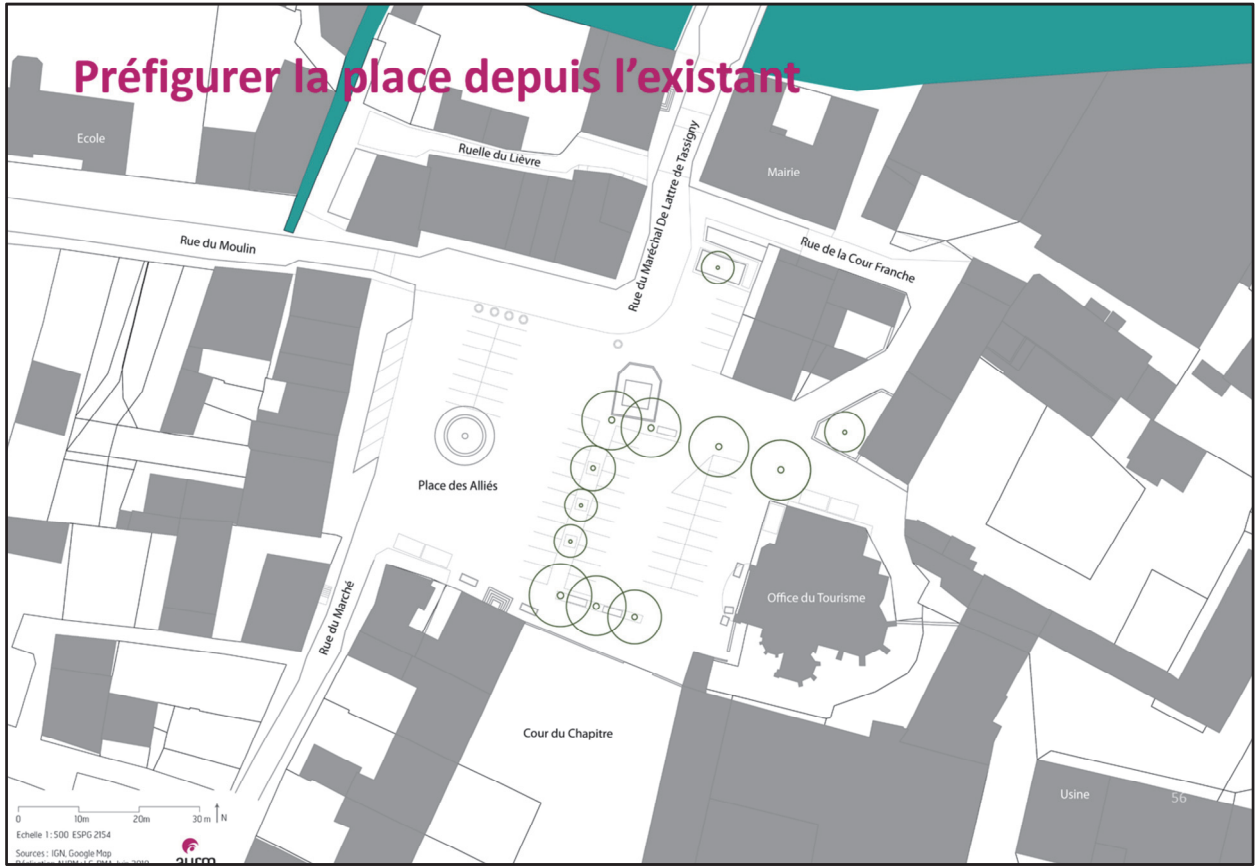 Préfigurer la place depuis l’existant
Ecole
Ruelle du Lièvre
Rue du Maréchal De Lattre de Tassigny
Mairie
Rue du Moulin
Rue de la Cour Franche
Place des Alliés
Rue du Marché
Office du Tourisme
Cour du Chapitre
Usine
56
0 10m 20m 30 m N
Echelle 1: 500 ESPG 2154
Sources : IGN, Google Map
aurm